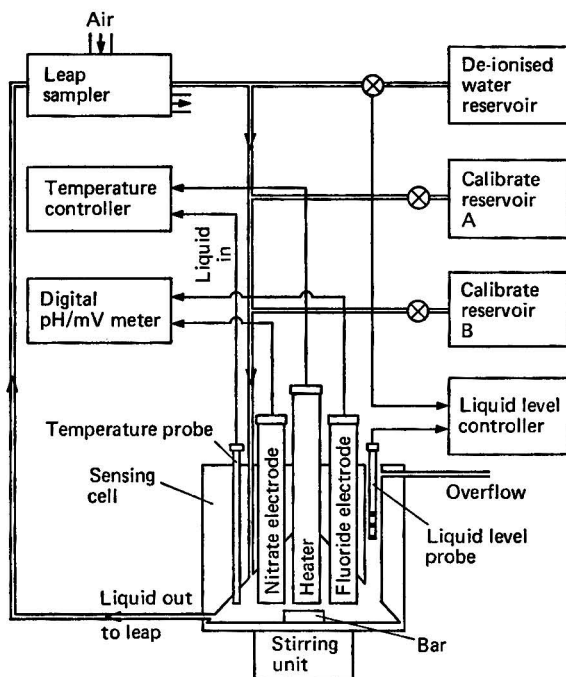 Air
Leap
sampler
De-ionised
water
reservoir
Temperature
controller
Calibrate
reservoir
A
Liquid
in
Digital
pH/mV meter
Calibrate
reservoir
B
Liquid level
controller
Temperature probe
Sensing
cell
Nitrate electrode
Heater
Fluoride electrode
Overflow
Liquid level
probe
Liquid out
to leap
Bar
Stirring
unit